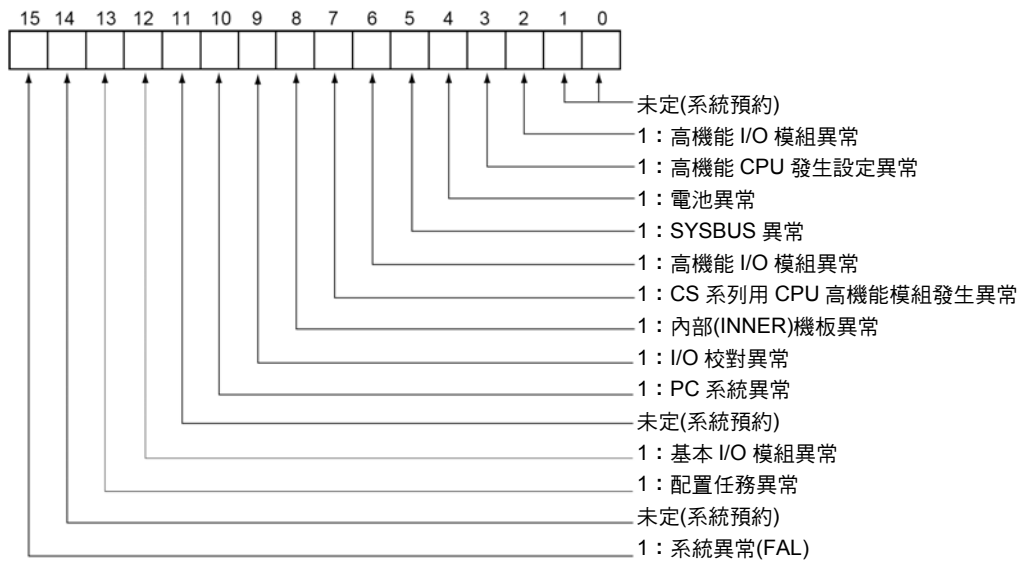 15 14 13 12 11 10 9 8 7 6 5 4 3 2 1 0
未定(系統預約)
1：高機能 I/O 模組異常
1：高機能 CPU 發生設定異常
1：電池異常
1：SYSBUS 異常
1：高機能 I/O 模組異常
1：CS 系列用 CPU 高機能模組發生異常
1：內部(INNER)機板異常
1：I/O 校對異常
1：PC 系統異常
未定(系統預約)
1：基本 I/O 模組異常
1：配置任務異常
未定(系統預約)
1：系統異常(FAL)